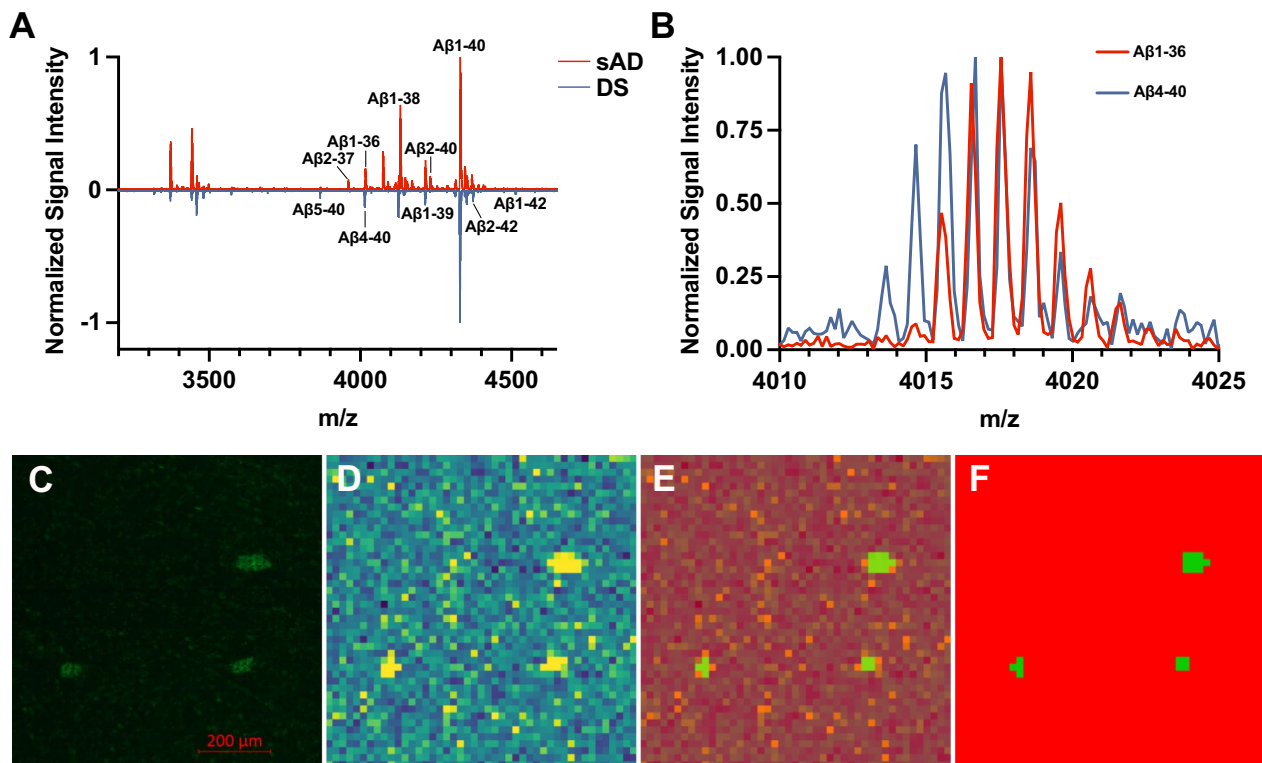 A
Normalized Signal Intensity
1
0
-1
3500
4000
4500
m/z
Aβ1-40
Aβ1-38
Aβ1-36
Aβ2-37
Aβ2-40
Aβ5-40
Aβ4-40
Aβ1-39
Aβ1-42
Aβ2-42
sAD
DS
B
Normalized Signal Intensity
1.00
0.75
0.50
0.25
0.00
4010
4015
4020
4025
m/z
Aβ1-36
Aβ4-40
C
200 μm
D
E
F